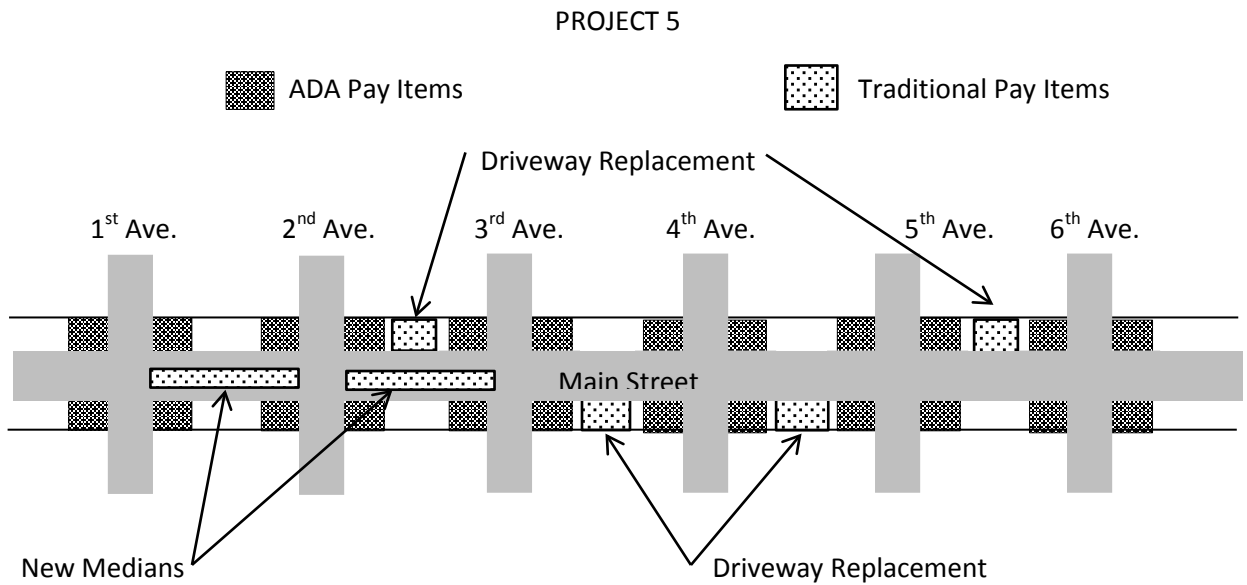 PROJECT 5
ADA Pay Items
Traditional Pay Items
Driveway Replacement
1st Ave.
2nd Ave.
3rd Ave.
4th Ave.
5th Ave.
6th Ave.
Main Street
New Medians
Driveway Replacement